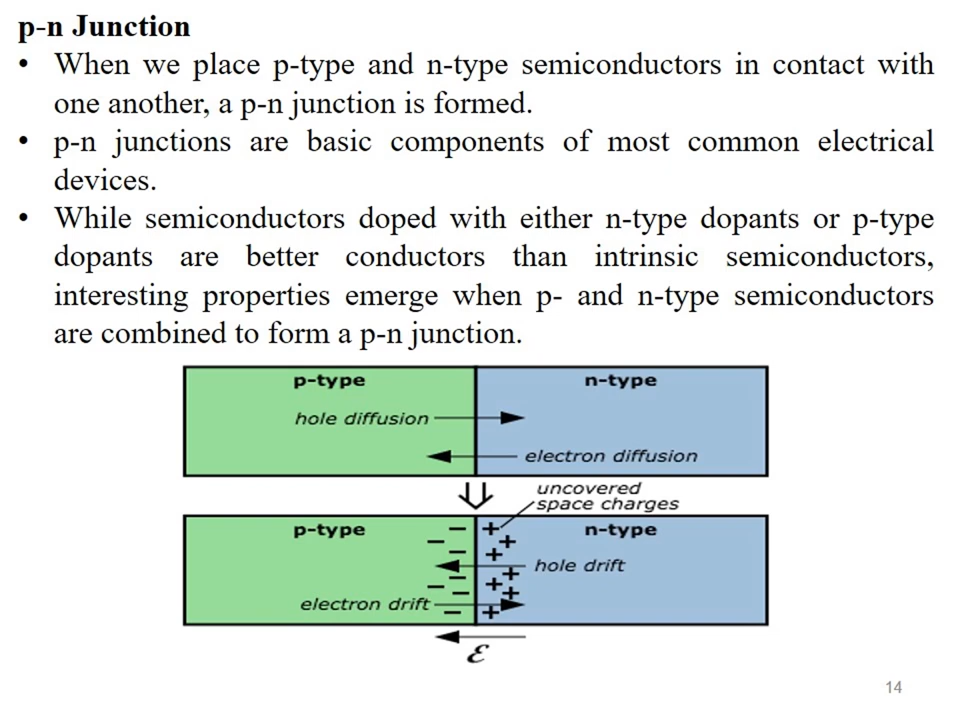 p-n Junction
• When we place p-type and n-type semiconductors in contact with
one another, a p-n junction is formed.
• p-n junctions are basic components of most common electrical
devices.
• While semiconductors doped with either n-type dopants or p-type
dopants are better conductors than intrinsic semiconductors,
interesting properties emerge when p- and n-type semiconductors
are combined to form a p-n junction.
p-type
n-type
hole diffusion
electron diffusion
uncovered
space charges
p-type
n-type
hole drift
electron drift
ℰ
14